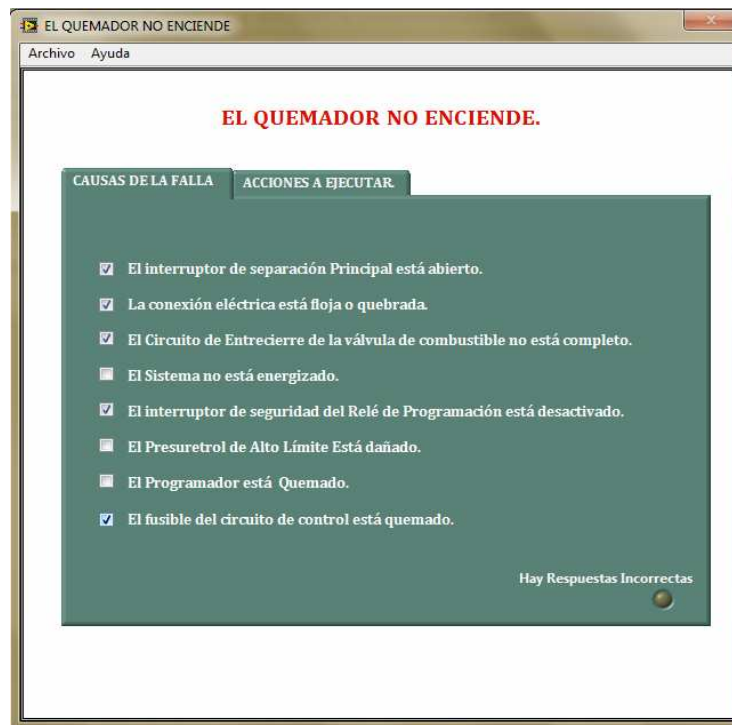 EL QUEMADOR NO ENCIENDE
Archivo Ayuda
EL QUEMADOR NO ENCIENDE.
CAUSAS DE LA FALLA
ACCIONES A EJECUTAR.
El interruptor de separación Principal está abierto.
La conexión eléctrica está floja o quebrada.
El Circuito de Entrecierre de la válvula de combustible no está completo.
El Sistema no está energizado.
El interruptor de seguridad del Relé de Programación está desactivado.
El Presuretrol de Alto Límite Está dañado.
El Programador está Quemado.
El fusible del circuito de control está quemado.
Hay Respuestas Incorrectas